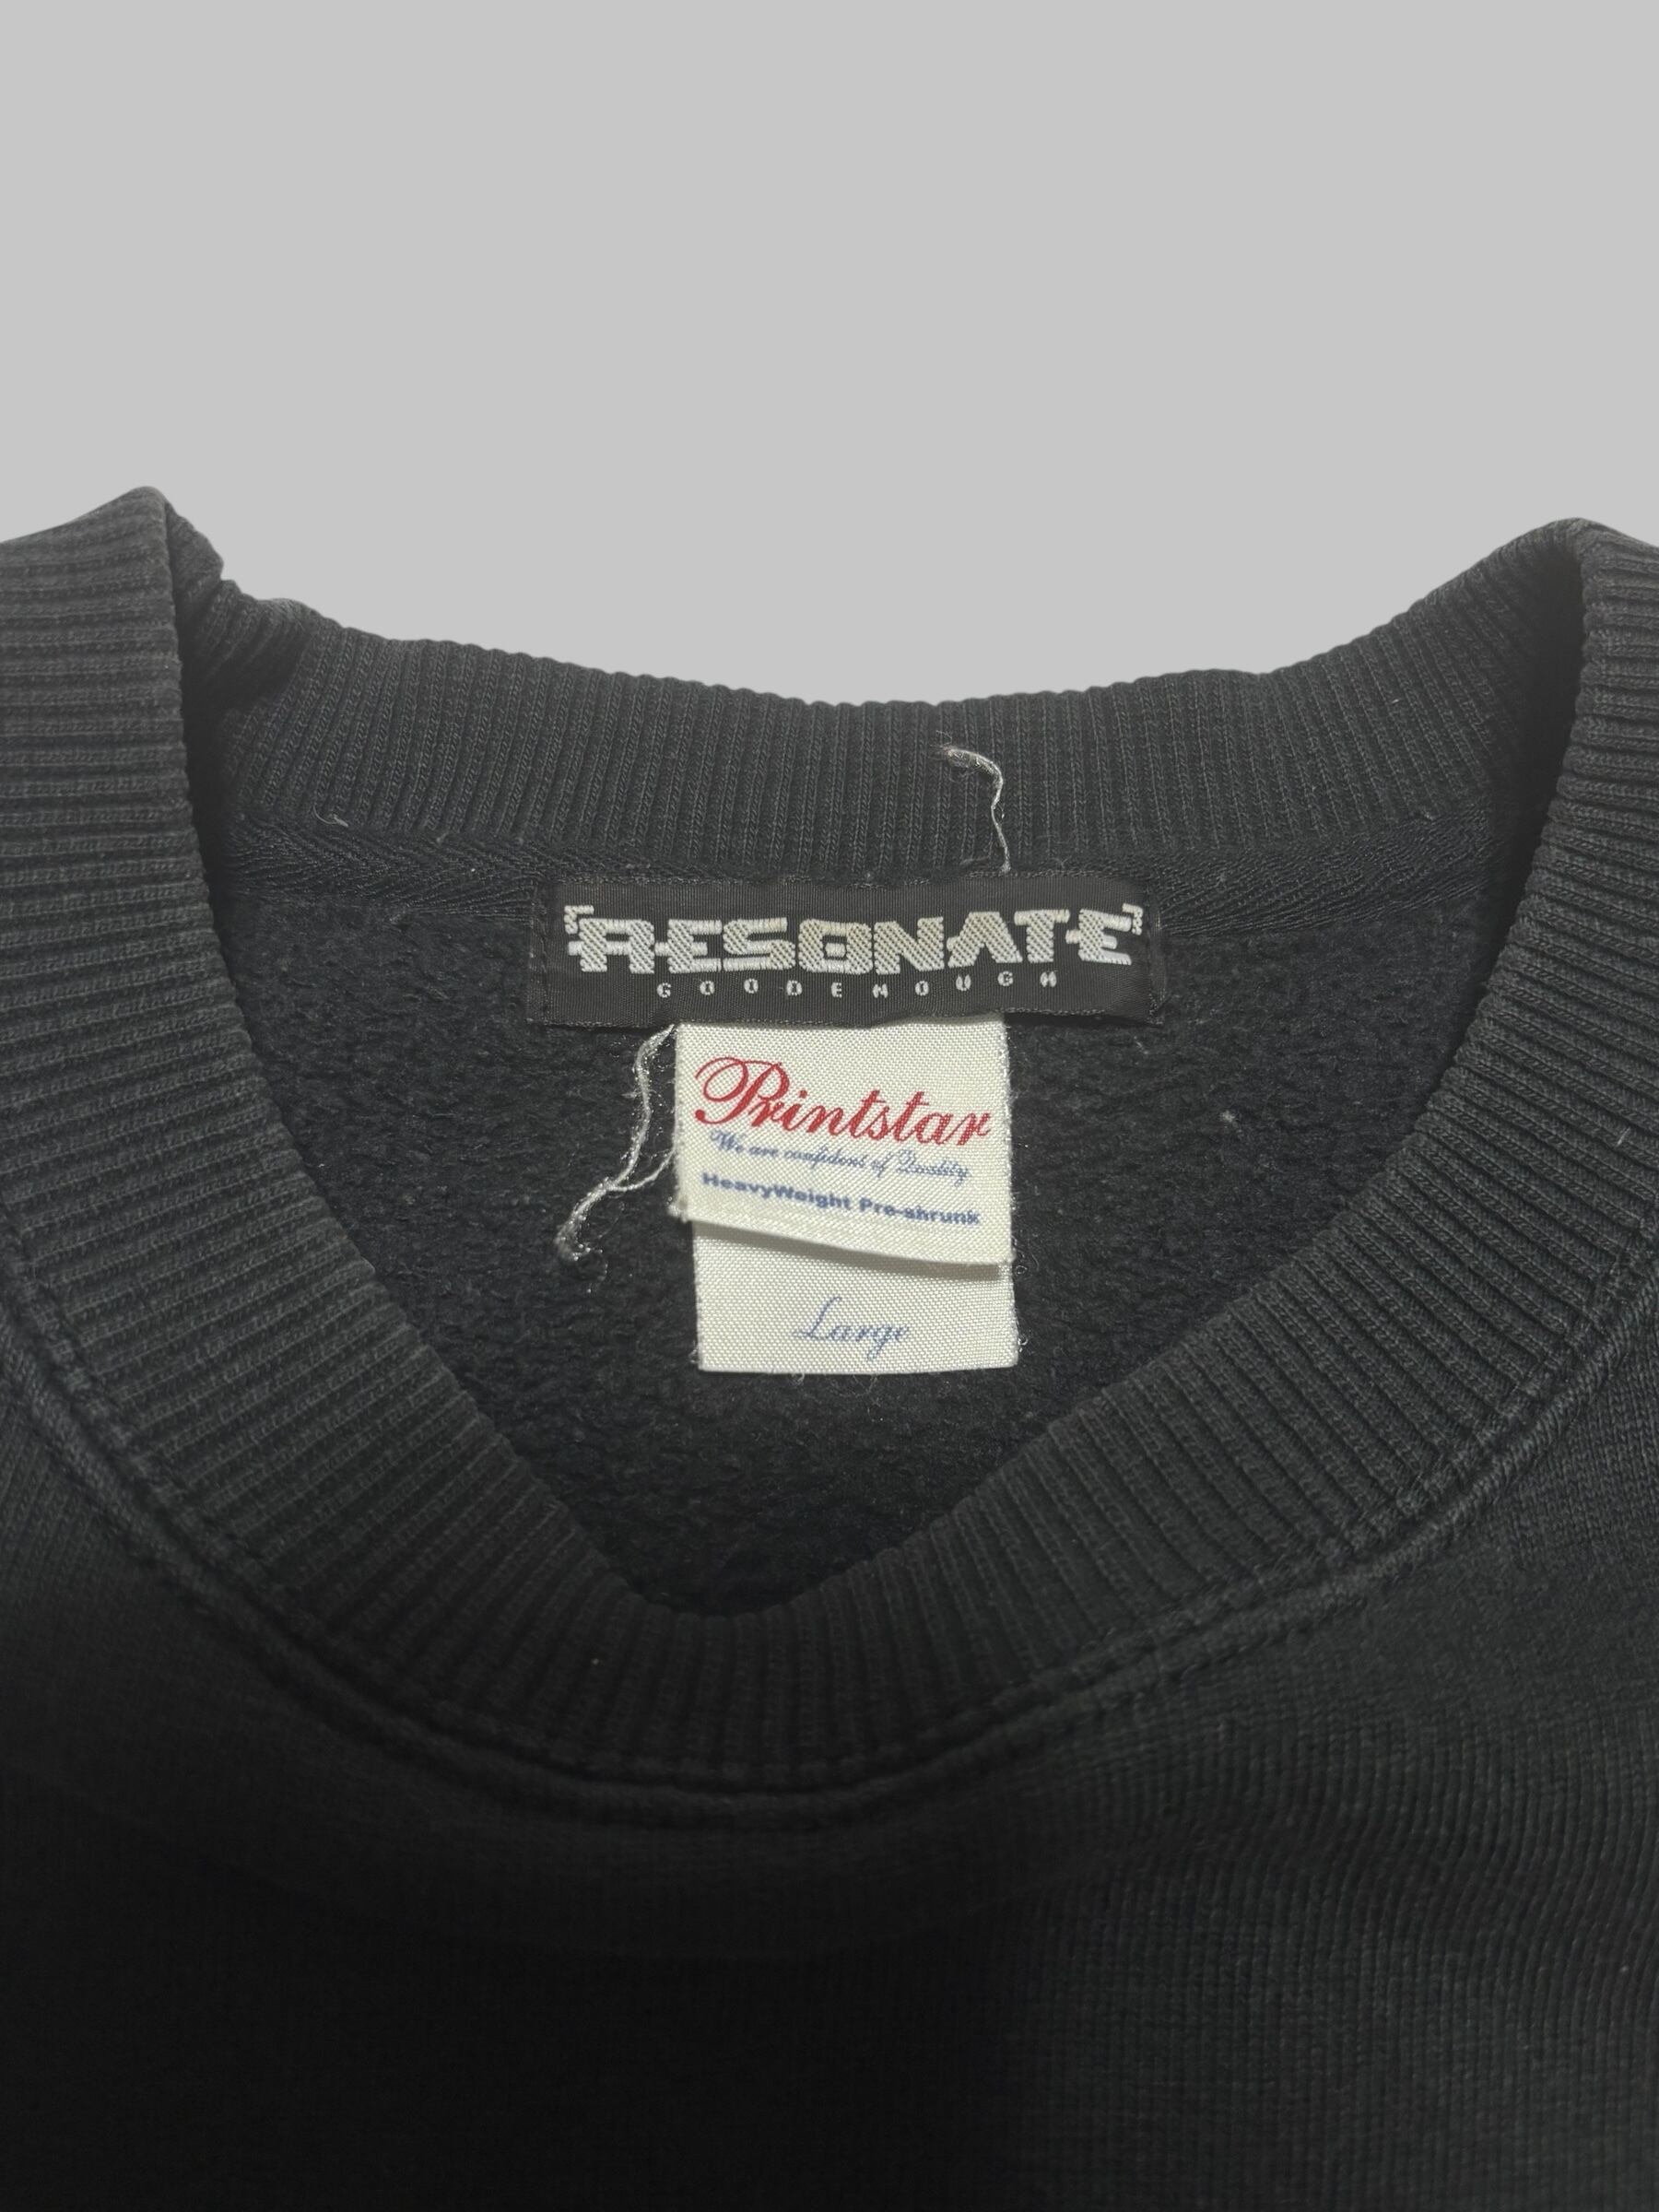 RESONATE
GOODENOUGH
Printstar
We are confident of Quality.
HeavyWeight Pre-shrunk
Large